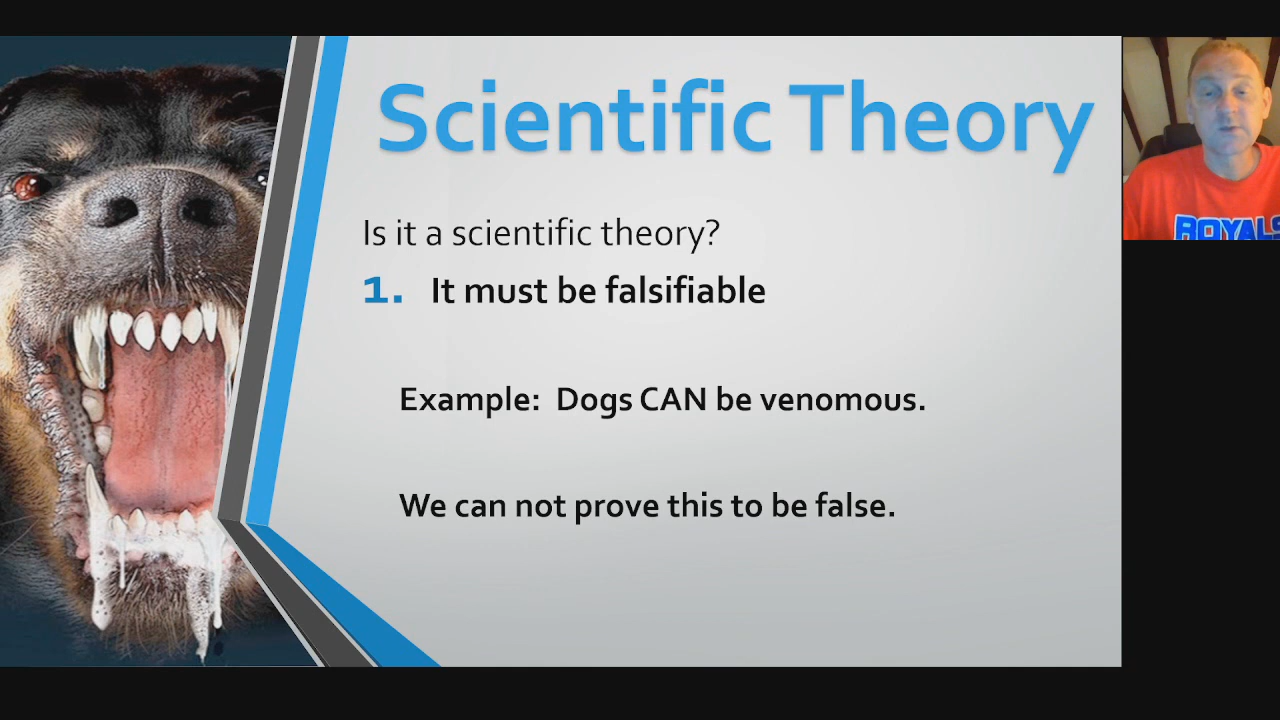 Scientific Theory
Is it a scientific theory?
1. It must be falsifiable
Example: Dogs CAN be venomous.
We can not prove this to be false.
ROYALS